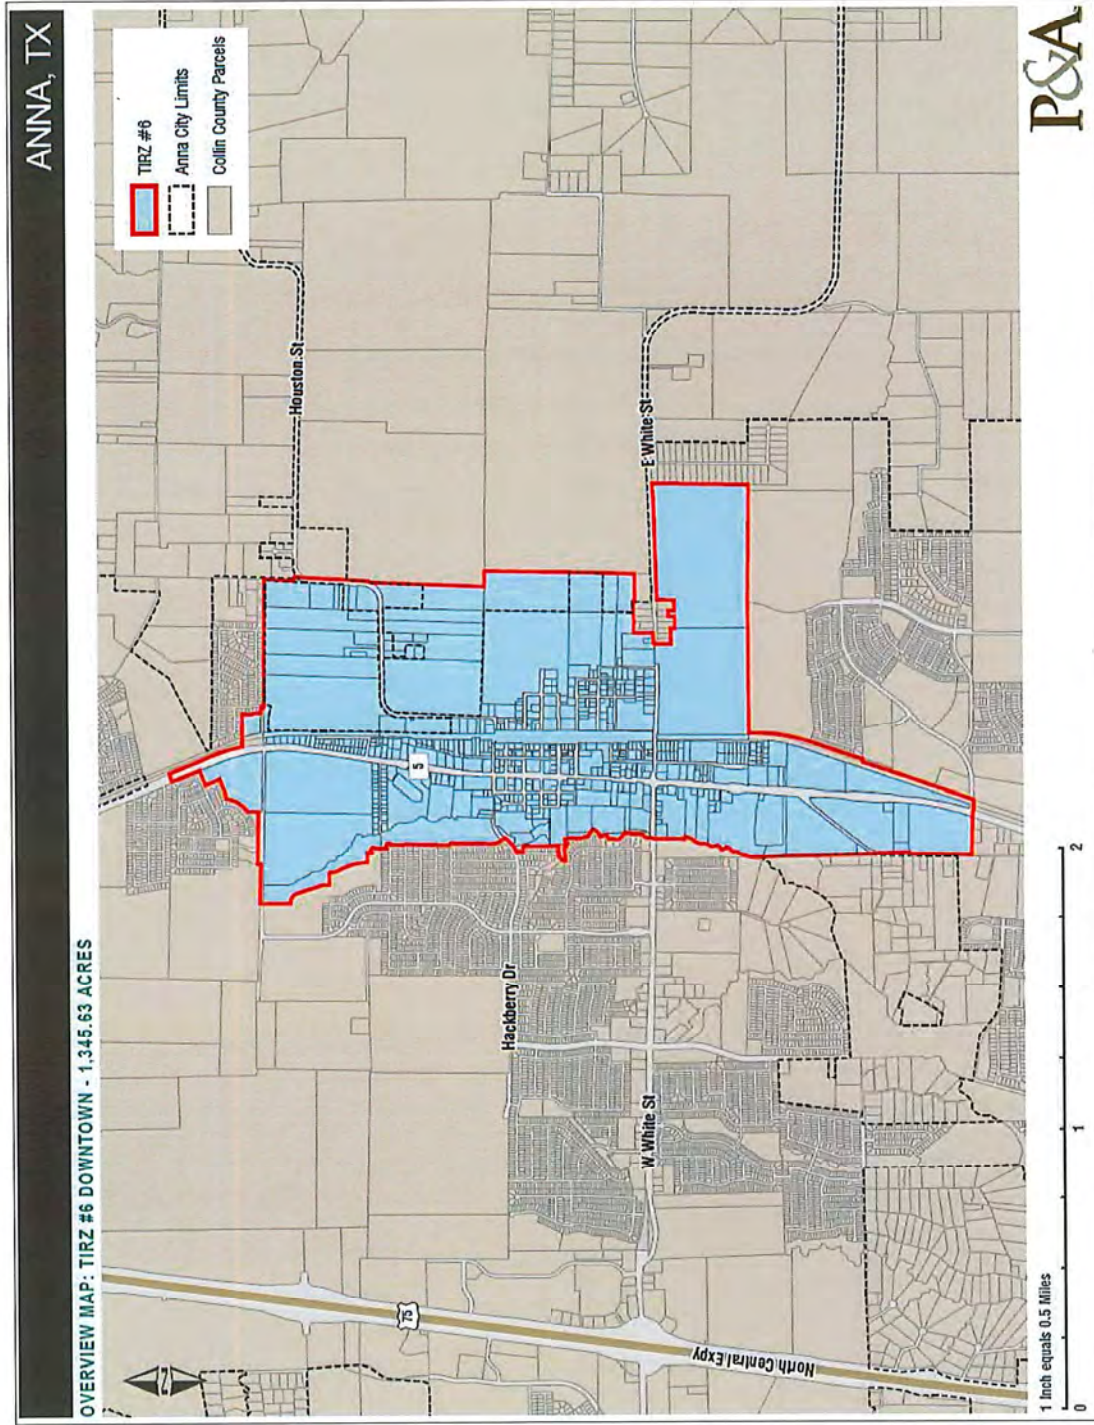 ANNA, TX
OVERVIEW MAP: TIRZ #6 DOWNTOWN - 1,345.63 ACRES
TIRZ #6
Anna City Limits
Collin County Parcels
Houston St
5
Hackberry Dr
E White St
W. White St
75
North Central Expy
N
1 Inch equals 0.5 Miles
0 1 2
P&A